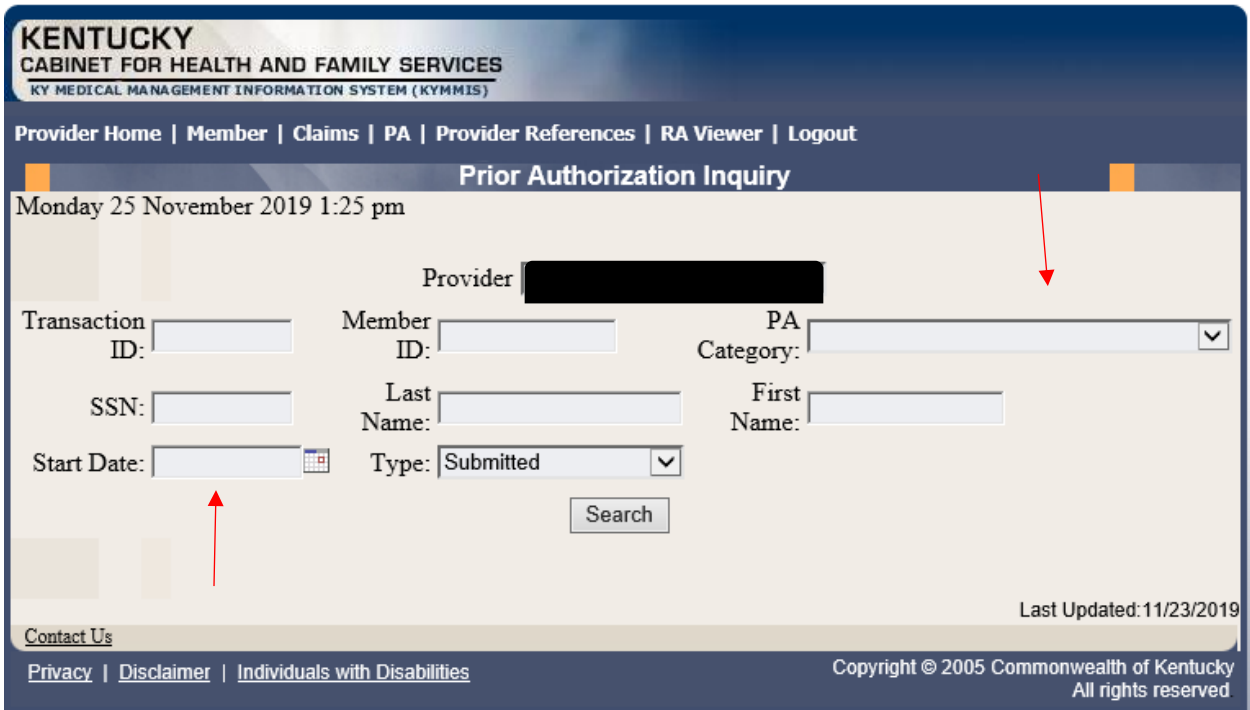 KENTUCKY
CABINET FOR HEALTH AND FAMILY SERVICES
KY MEDICAL MANAGEMENT INFORMATION SYSTEM (KYMMIS)
Provider Home | Member | Claims | PA | Provider References | RA Viewer | Logout
Prior Authorization Inquiry
Monday 25 November 2019 1:25 pm
Provider
Transaction ID: Member ID: PA Category:
SSN: Last Name: First Name:
Start Date: Type: Submitted
Search
Last Updated:11/23/2019
Contact Us
Privacy | Disclaimer | Individuals with Disabilities
Copyright © 2005 Commonwealth of Kentucky
All rights reserved.